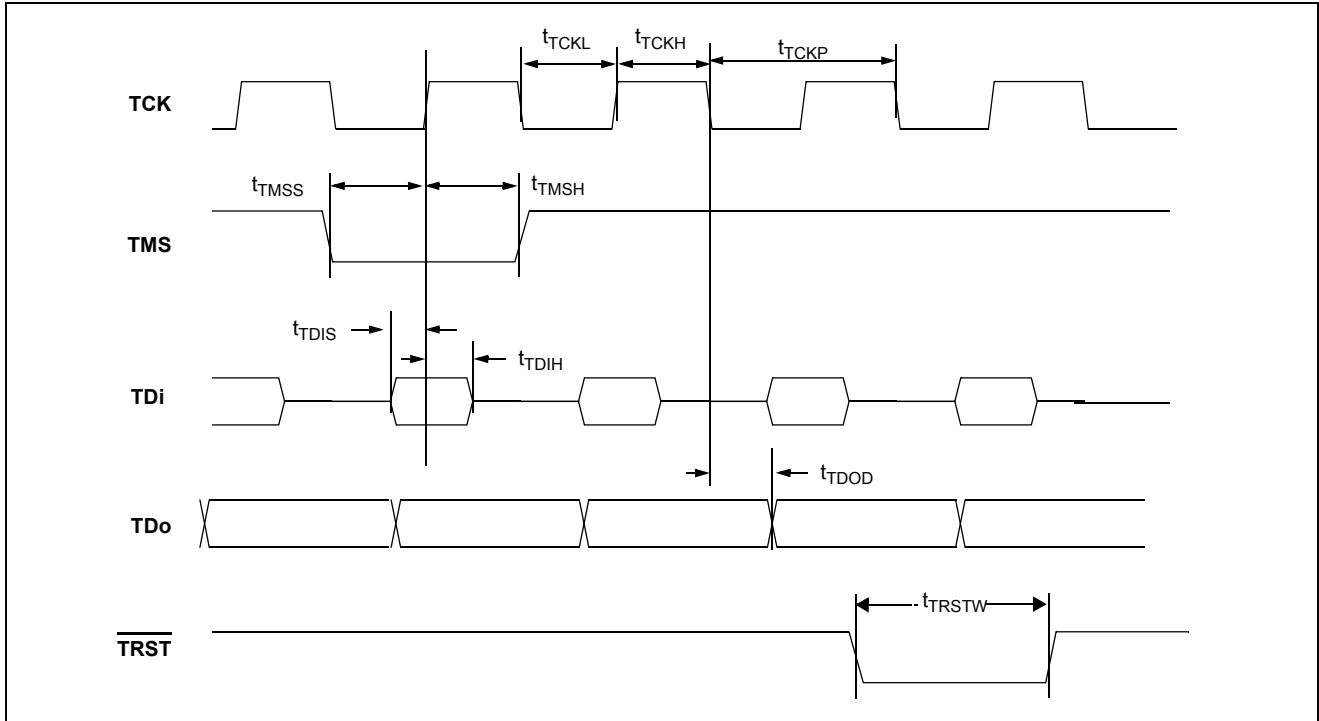 tTCKL tTCKH tTCKP
TCK
tTMSS tTMSH
TMS
tTDIS
tTDIH
TDi
tTDOD
TDo
tTRSTW
TRST